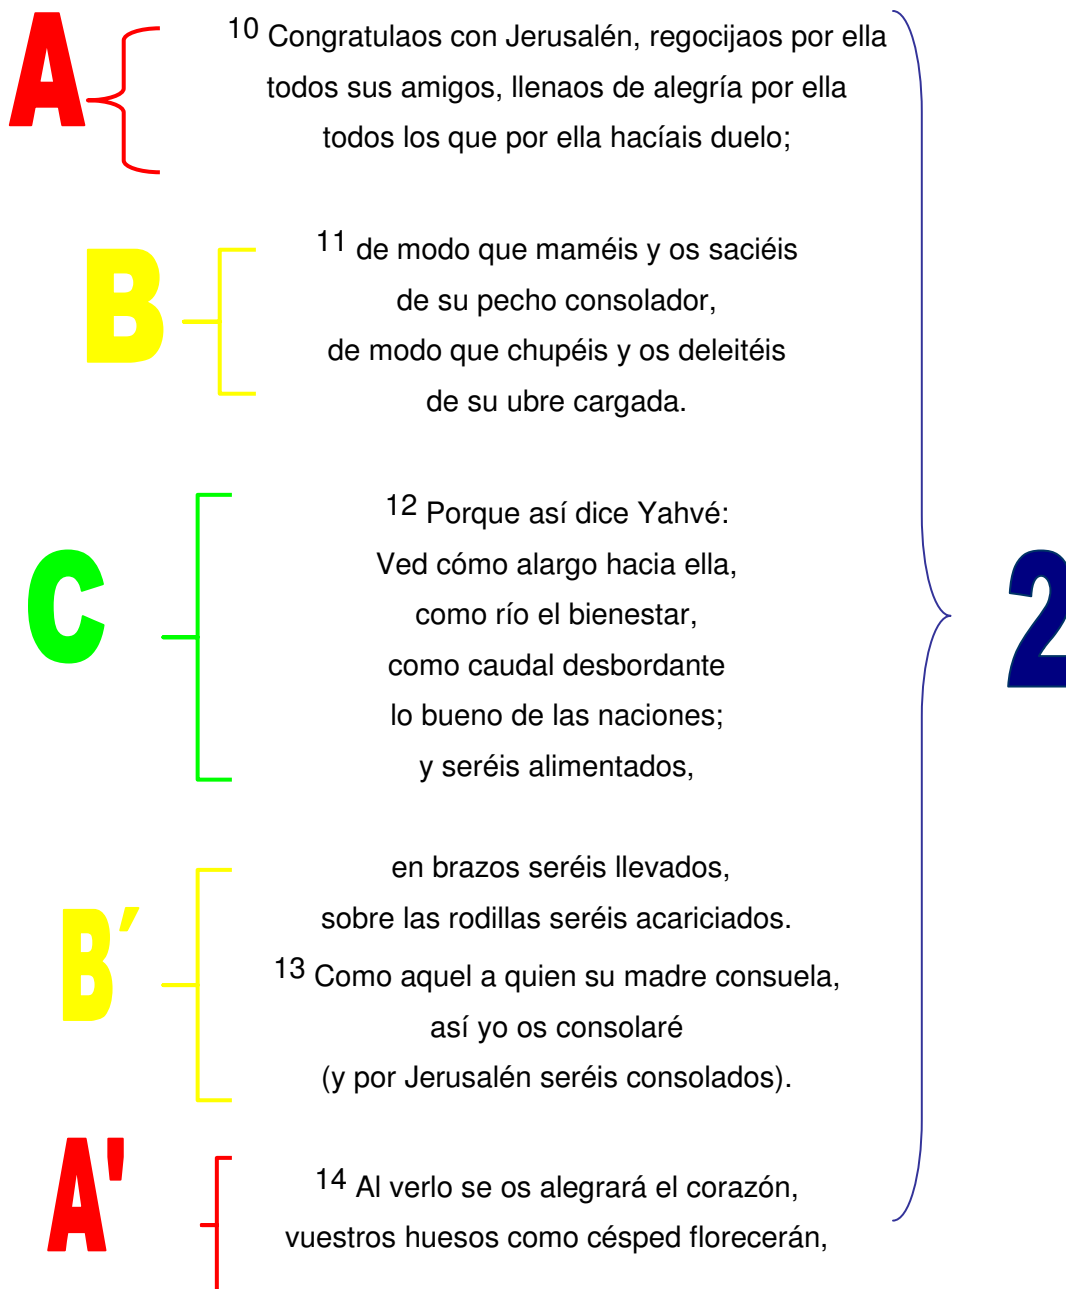 A
10 Congratulaos con Jerusalén, regocijaos por ella
todos sus amigos, llenaos de alegría por ella
todos los que por ella hacíais duelo;
B
11 de modo que maméis y os saciéis
de su pecho consolador,
de modo que chupéis y os deleitéis
de su ubre cargada.
C
12 Porque así dice Yahvé:
Ved cómo alargo hacia ella,
como río el bienestar,
como caudal desbordante
lo bueno de las naciones;
y seréis alimentados,
2
B´
en brazos seréis llevados,
sobre las rodillas seréis acariciados.
13 Como aquel a quien su madre consuela,
así yo os consolaré
(y por Jerusalén seréis consolados).
A'
14 Al verlo se os alegrará el corazón,
vuestros huesos como césped florecerán,